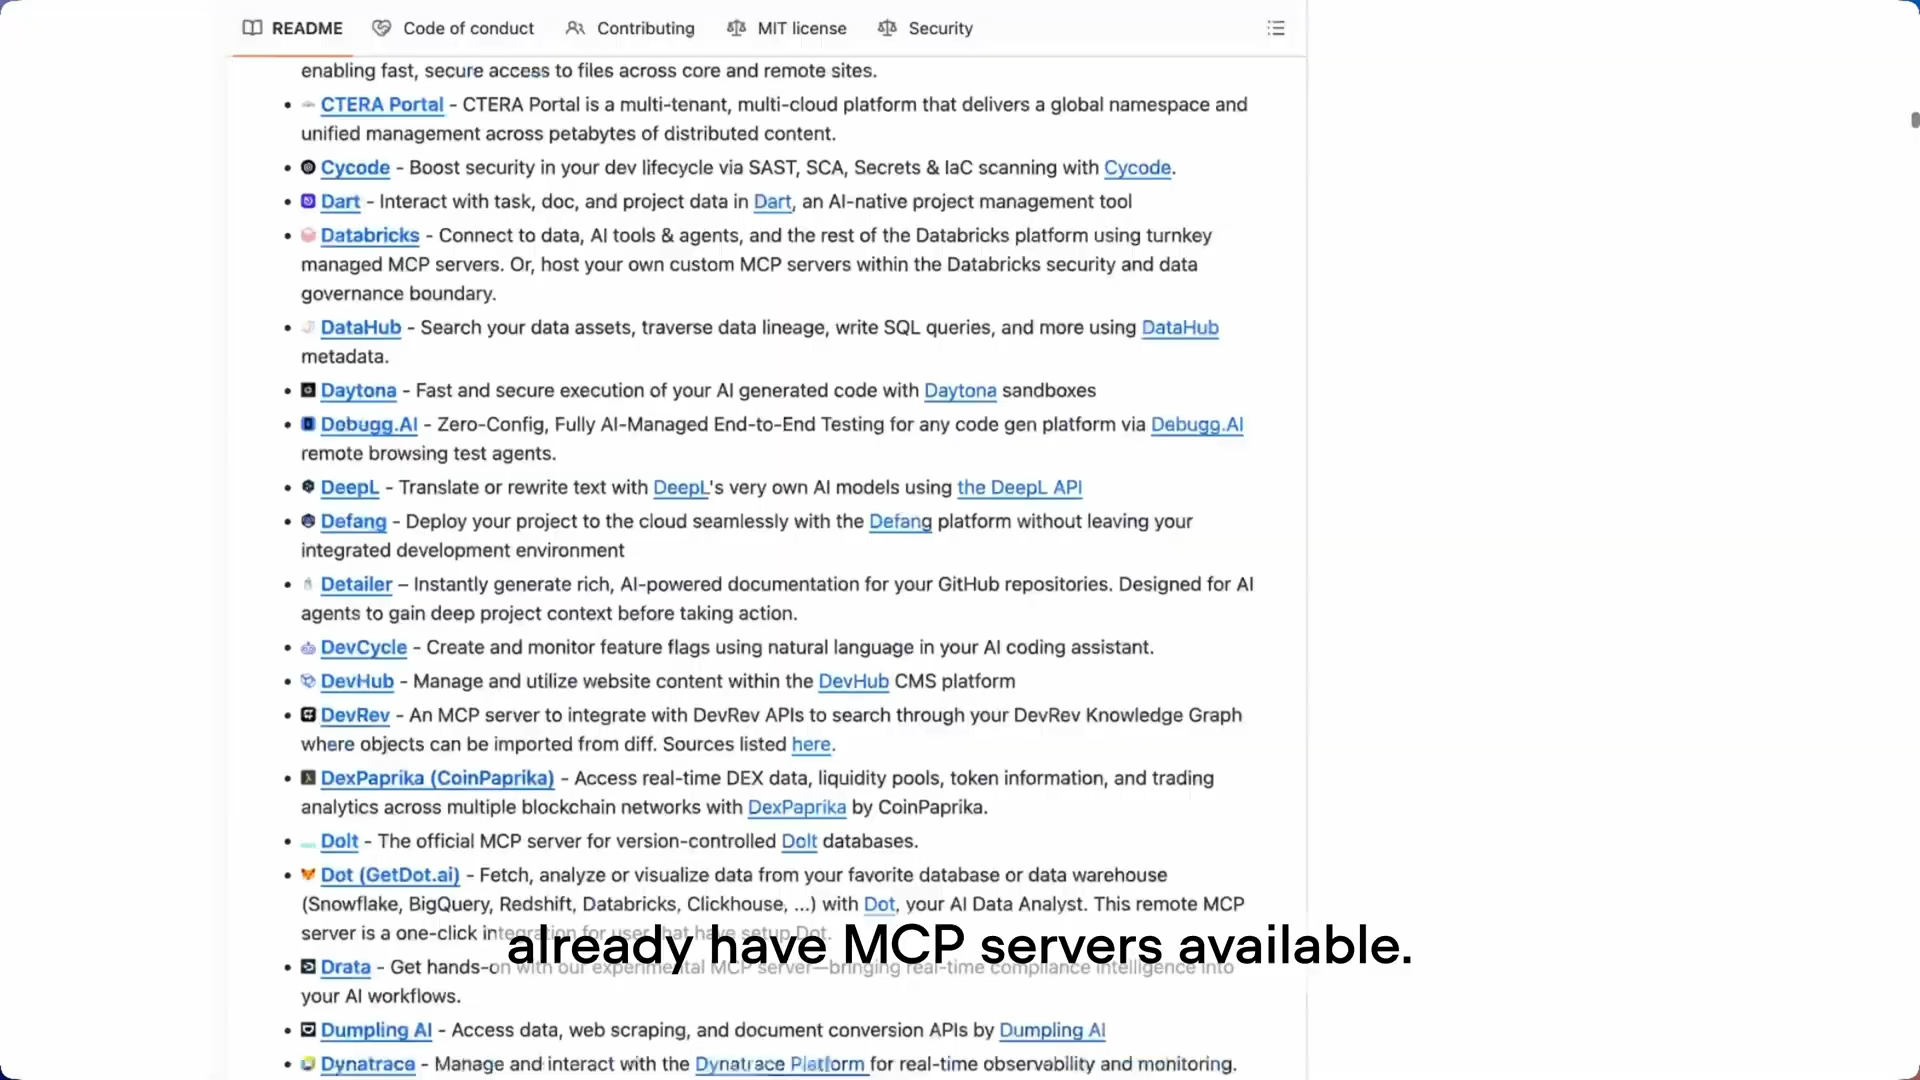 README Code of conduct Contributing MIT license Security
enabling fast, secure access to files across core and remote sites.
• CTERA Portal - CTERA Portal is a multi-tenant, multi-cloud platform that delivers a global namespace and
unified management across petabytes of distributed content.
• Cycode - Boost security in your dev lifecycle via SAST, SCA, Secrets & IaC scanning with Cycode.
• Dart - Interact with task, doc, and project data in Dart, an AI-native project management tool
• Databricks - Connect to data, AI tools & agents, and the rest of the Databricks platform using turnkey
managed MCP servers. Or, host your own custom MCP servers within the Databricks security and data
governance boundary.
• DataHub - Search your data assets, traverse data lineage, write SQL queries, and more using DataHub
metadata.
• Daytona - Fast and secure execution of your AI generated code with Daytona sandboxes
• Debugg.AI - Zero-Config, Fully AI-Managed End-to-End Testing for any code gen platform via Debugg.AI
remote browsing test agents.
• DeepL - Translate or rewrite text with DeepL's very own AI models using the DeepL API
• Defang - Deploy your project to the cloud seamlessly with the Defang platform without leaving your
integrated development environment
• Detailer – Instantly generate rich, AI-powered documentation for your GitHub repositories. Designed for AI
agents to gain deep project context before taking action.
• DevCycle - Create and monitor feature flags using natural language in your AI coding assistant.
• DevHub - Manage and utilize website content within the DevHub CMS platform
• DevRev - An MCP server to integrate with DevRev APIs to search through your DevRev Knowledge Graph
where objects can be imported from diff. Sources listed here.
• DexPaprika (CoinPaprika) - Access real-time DEX data, liquidity pools, token information, and trading
analytics across multiple blockchain networks with DexPaprika by CoinPaprika.
• Dolt - The official MCP server for version-controlled Dolt databases.
• Dot (GetDot.ai) - Fetch, analyze or visualize data from your favorite database or data warehouse
(Snowflake, BigQuery, Redshift, Databricks, Clickhouse, ...) with Dot, your AI Data Analyst. This remote MCP
server is a one-click integration for user that have setup Dot.
already have MCP servers available.
• Drata - Get hands-on with our experimental MCP server—bringing real-time compliance intelligence into
your AI workflows.
• Dumpling AI - Access data, web scraping, and document conversion APIs by Dumpling AI
• Dynatrace - Manage and interact with the Dynatrace Platform for real-time observability and monitoring.